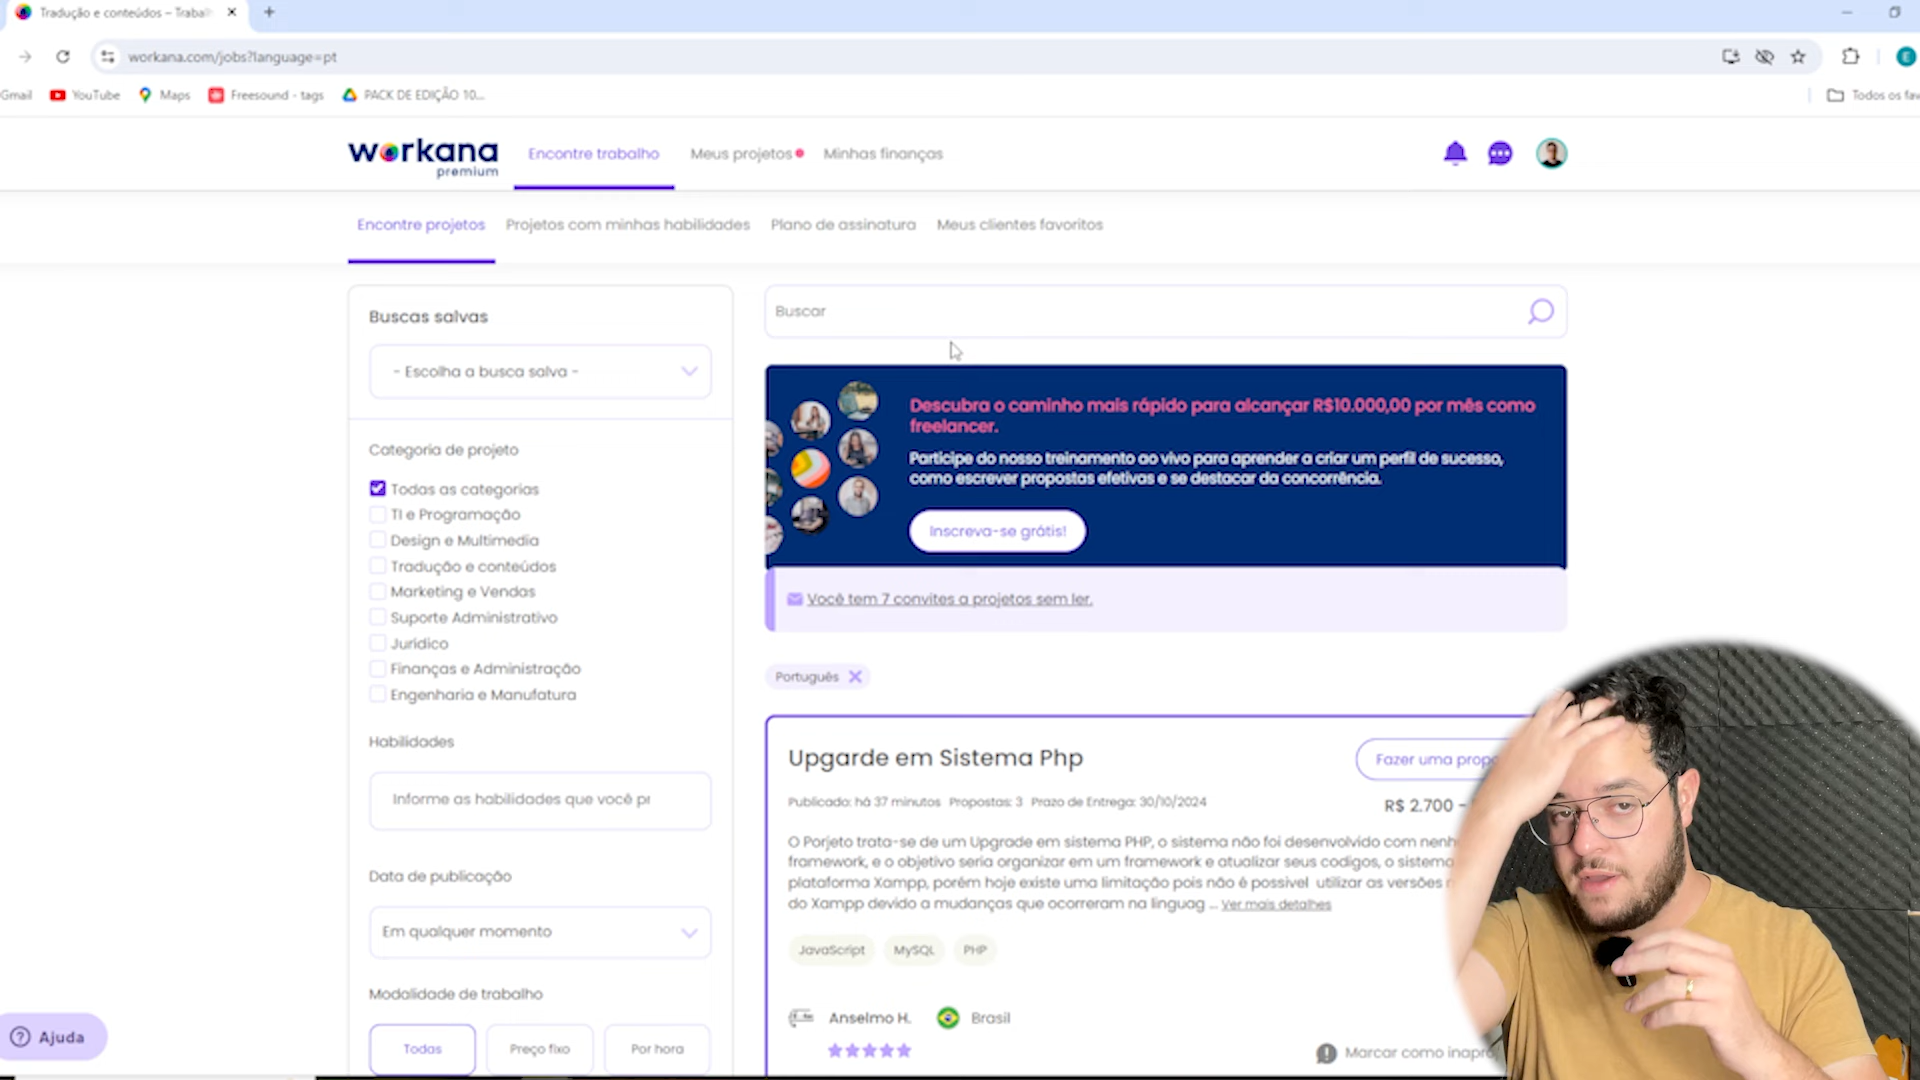 Tradução e conteúdos – Trabal
workana.com/jobs?language=pt
Gmail YouTube Maps Freesound - tags PACK DE EDIÇÃO 10... Todos os fav
workana
premium
Encontre trabalho Meus projetos Minhas finanças
Encontre projetos Projetos com minhas habilidades Plano de assinatura Meus clientes favoritos
Buscas salvas
- Escolha a busca salva -
Categoria de projeto
Todas as categorias
TI e Programação
Design e Multimedia
Tradução e conteúdos
Marketing e Vendas
Suporte Administrativo
Jurídico
Finanças e Administração
Engenharia e Manufatura
Habilidades
Informe as habilidades que você pr
Data de publicação
Em qualquer momento
Modalidade de trabalho
Todas Preço fixo Por hora
Ajuda
Buscar
Descubra o caminho mais rápido para alcançar R$10.000,00 por mês como
freelancer.
Participe do nosso treinamento ao vivo para aprender a criar um perfil de sucesso,
como escrever propostas efetivas e se destacar da concorrência.
Inscreva-se grátis!
Você tem 7 convites a projetos sem ler.
Português
Upgarde em Sistema Php
Fazer uma propo
Publicado: há 37 minutos Propostas: 3 Prazo de Entrega: 30/10/2024
R$ 2.700 -
O Porjeto trata-se de um Upgrade em sistema PHP, o sistema não foi desenvolvido com nenh
framework, e o objetivo seria organizar em um framework e atualizar seus codigos, o sistema
plataforma Xampp, porém hoje existe uma limitação pois não é possivel utilizar as versões
do Xampp devido a mudanças que ocorreram na linguag ... Ver mais detalhes
JavaScript MySQL PHP
Anselmo H. Brasil
Marcar como inapro
E